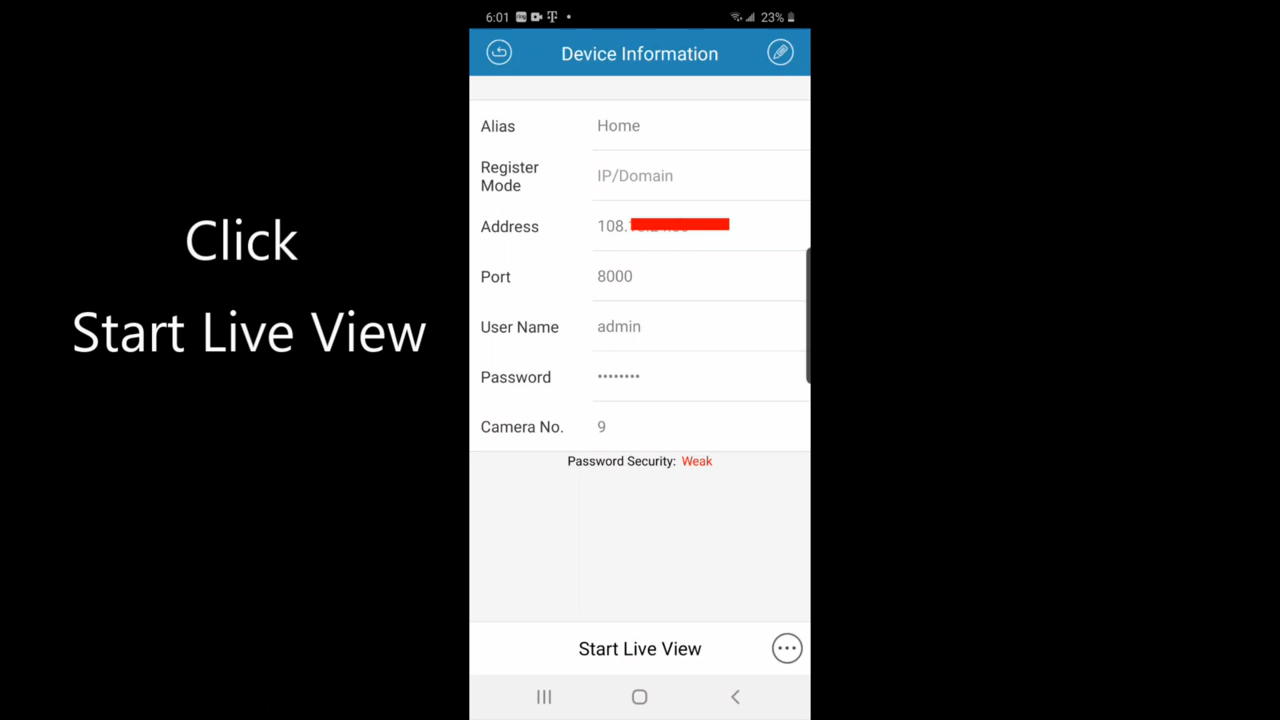 Click
Start Live View
6:01 23%
Device Information
Alias Home
Register Mode IP/Domain
Address 108.
Port 8000
User Name admin
Password ••••••••
Camera No. 9
Password Security: Weak
Start Live View